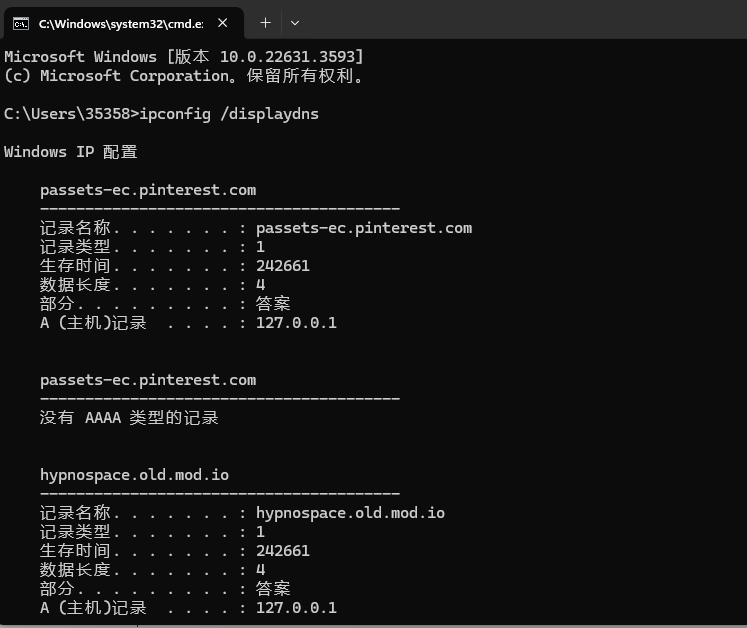 C:\Windows\system32\cmd.e:
Microsoft Windows [版本 10.0.22631.3593]
(c) Microsoft Corporation。保留所有权利。
C:\Users\35358>ipconfig /displaydns
Windows IP 配置
passets-ec.pinterest.com
----------------------------------------
记录名称. . . . . . . : passets-ec.pinterest.com
记录类型. . . . . . . : 1
生存时间. . . . . . . : 242661
数据长度. . . . . . . : 4
部分. . . . . . . . . : 答案
A (主机)记录  . . . . : 127.0.0.1
passets-ec.pinterest.com
----------------------------------------
没有 AAAA 类型的记录
hypnospace.old.mod.io
----------------------------------------
记录名称. . . . . . . : hypnospace.old.mod.io
记录类型. . . . . . . : 1
生存时间. . . . . . . : 242661
数据长度. . . . . . . : 4
部分. . . . . . . . . : 答案
A (主机)记录  . . . . : 127.0.0.1